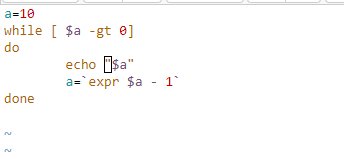 a=10
while [ $a -gt 0]
do
        echo "$a"
        a=`expr $a - 1`
done
~
~